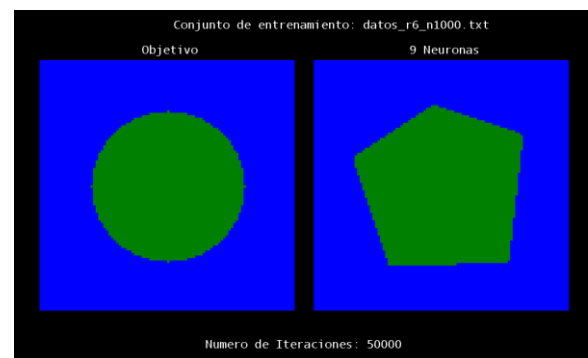 Conjunto de entrenamiento: datos_r6_n1000.txt
Objetivo
9 Neuronas
Numero de Iteraciones: 50000